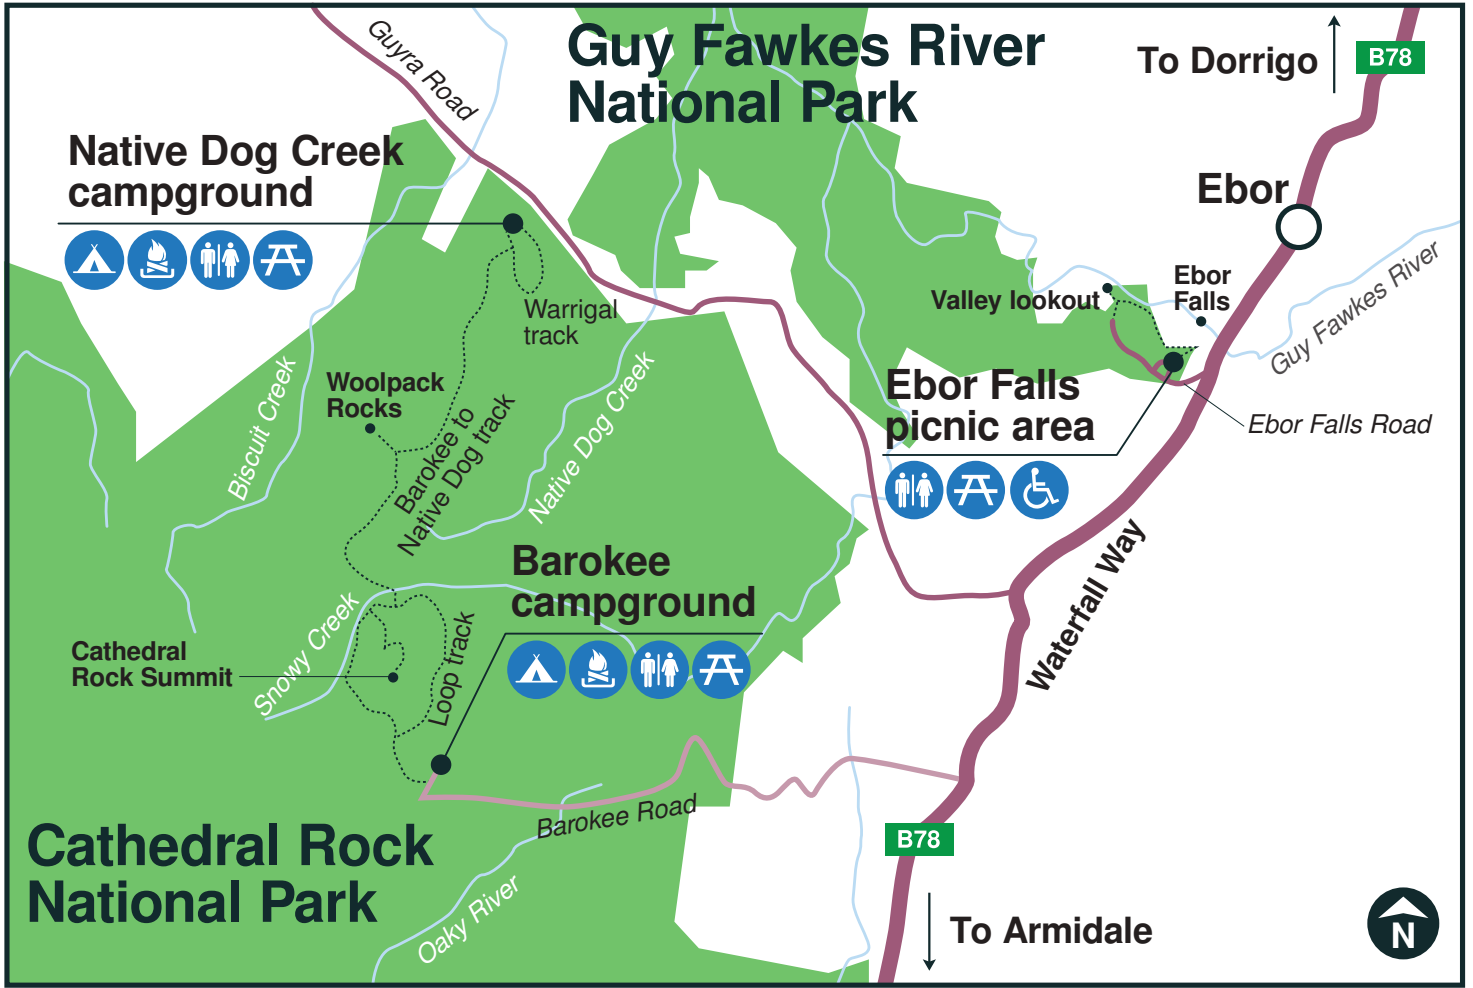 Guyra Road
Guy Fawkes River
National Park
To Dorrigo
B78
Native Dog Creek
campground
Ebor
Ebor
Falls
Valley lookout
Guy Fawkes River
Warrigal
track
Woolpack
Rocks
Biscuit Creek
Barokee to
Native Dog track
Native Dog Creek
Ebor Falls
picnic area
Ebor Falls Road
Barokee
campground
Waterfall Way
Cathedral
Rock Summit
Snowy Creek
Loop track
Barokee Road
B78
Cathedral Rock
National Park
Oaky River
To Armidale
N